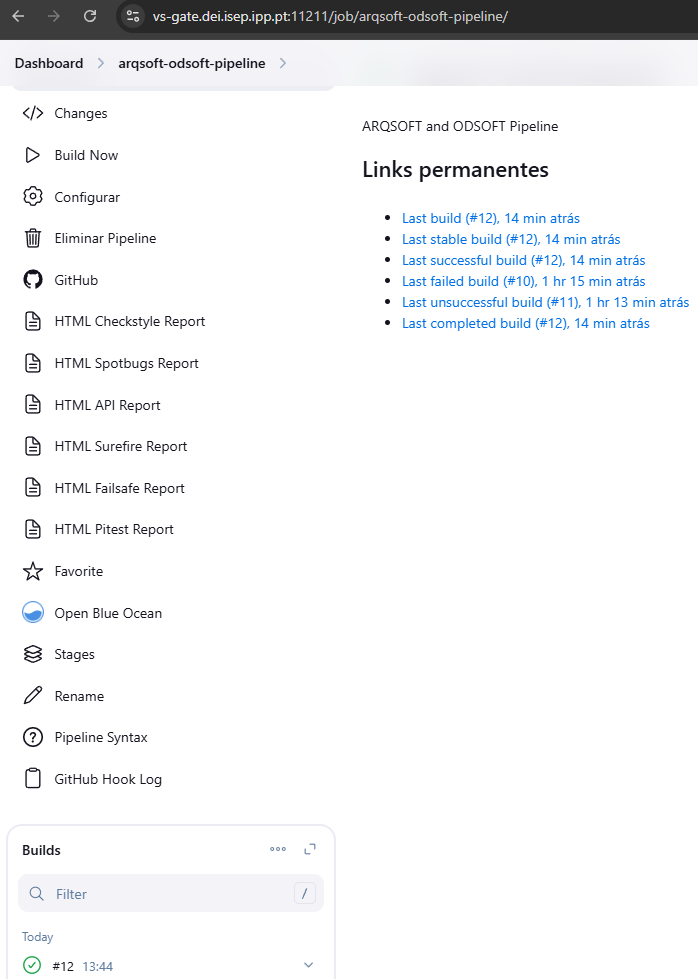 vs-gate.dei.isep.ipp.pt:11211/job/arqsoft-odsoft-pipeline/
Dashboard > arqsoft-odsoft-pipeline >
Changes
Build Now
Configurar
Eliminar Pipeline
GitHub
HTML Checkstyle Report
HTML Spotbugs Report
HTML API Report
HTML Surefire Report
HTML Failsafe Report
HTML Pitest Report
Favorite
Open Blue Ocean
Stages
Rename
Pipeline Syntax
GitHub Hook Log
Builds
Filter /
Today
#12 13:44
ARQSOFT and ODSOFT Pipeline
Links permanentes
Last build (#12), 14 min atrás
Last stable build (#12), 14 min atrás
Last successful build (#12), 14 min atrás
Last failed build (#10), 1 hr 15 min atrás
Last unsuccessful build (#11), 1 hr 13 min atrás
Last completed build (#12), 14 min atrás